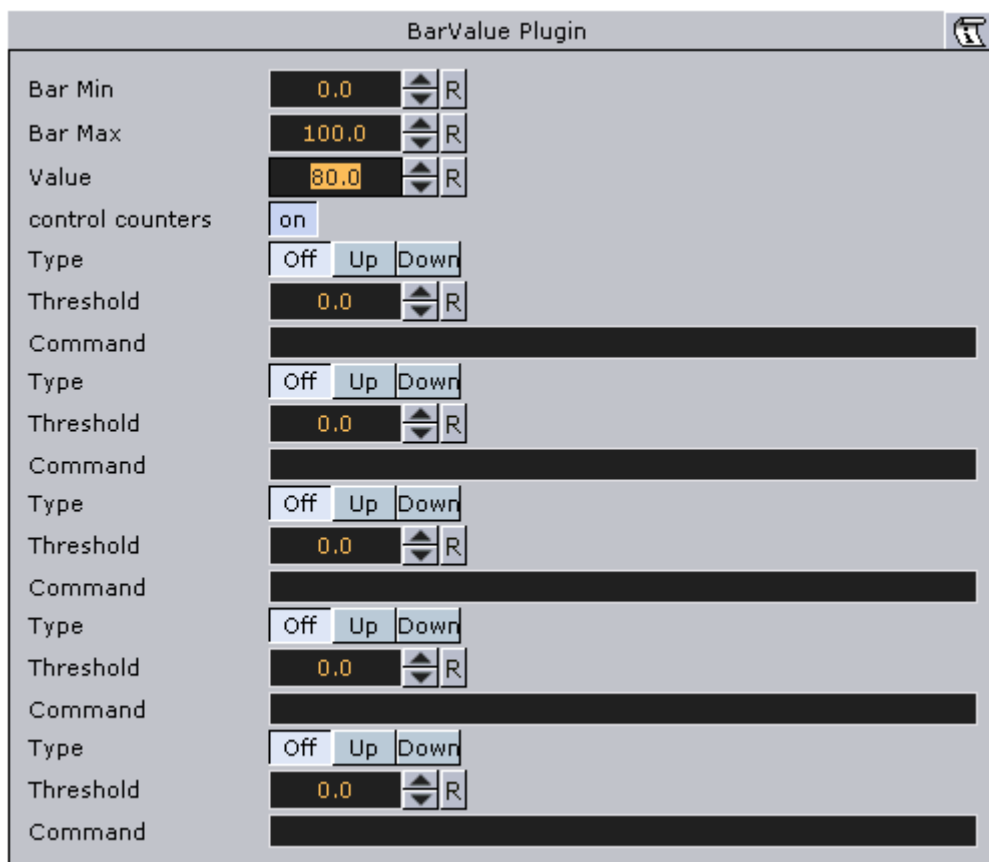 BarValue Plugin
Bar Min 0.0 R
Bar Max 100.0 R
Value 80.0 R
control counters on
Type Off Up Down
Threshold 0.0 R
Command
Type Off Up Down
Threshold 0.0 R
Command
Type Off Up Down
Threshold 0.0 R
Command
Type Off Up Down
Threshold 0.0 R
Command
Type Off Up Down
Threshold 0.0 R
Command